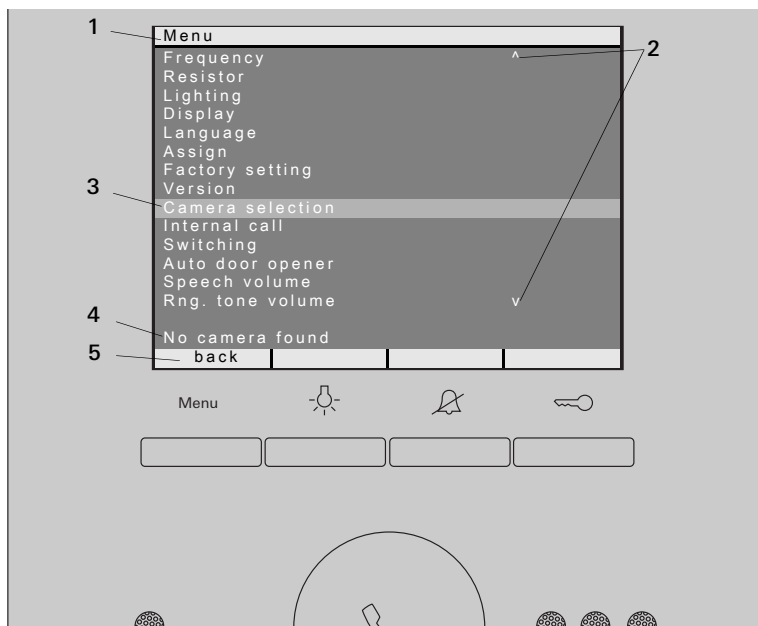 1
Menu
Frequency ^
2
Resistor
Lighting
Display
Language
Assign
Factory setting
Version
3
Camera selection
Internal call
Switching
Auto door opener
Speech volume
Rng. tone volume v
4
No camera found
5
back
Menu